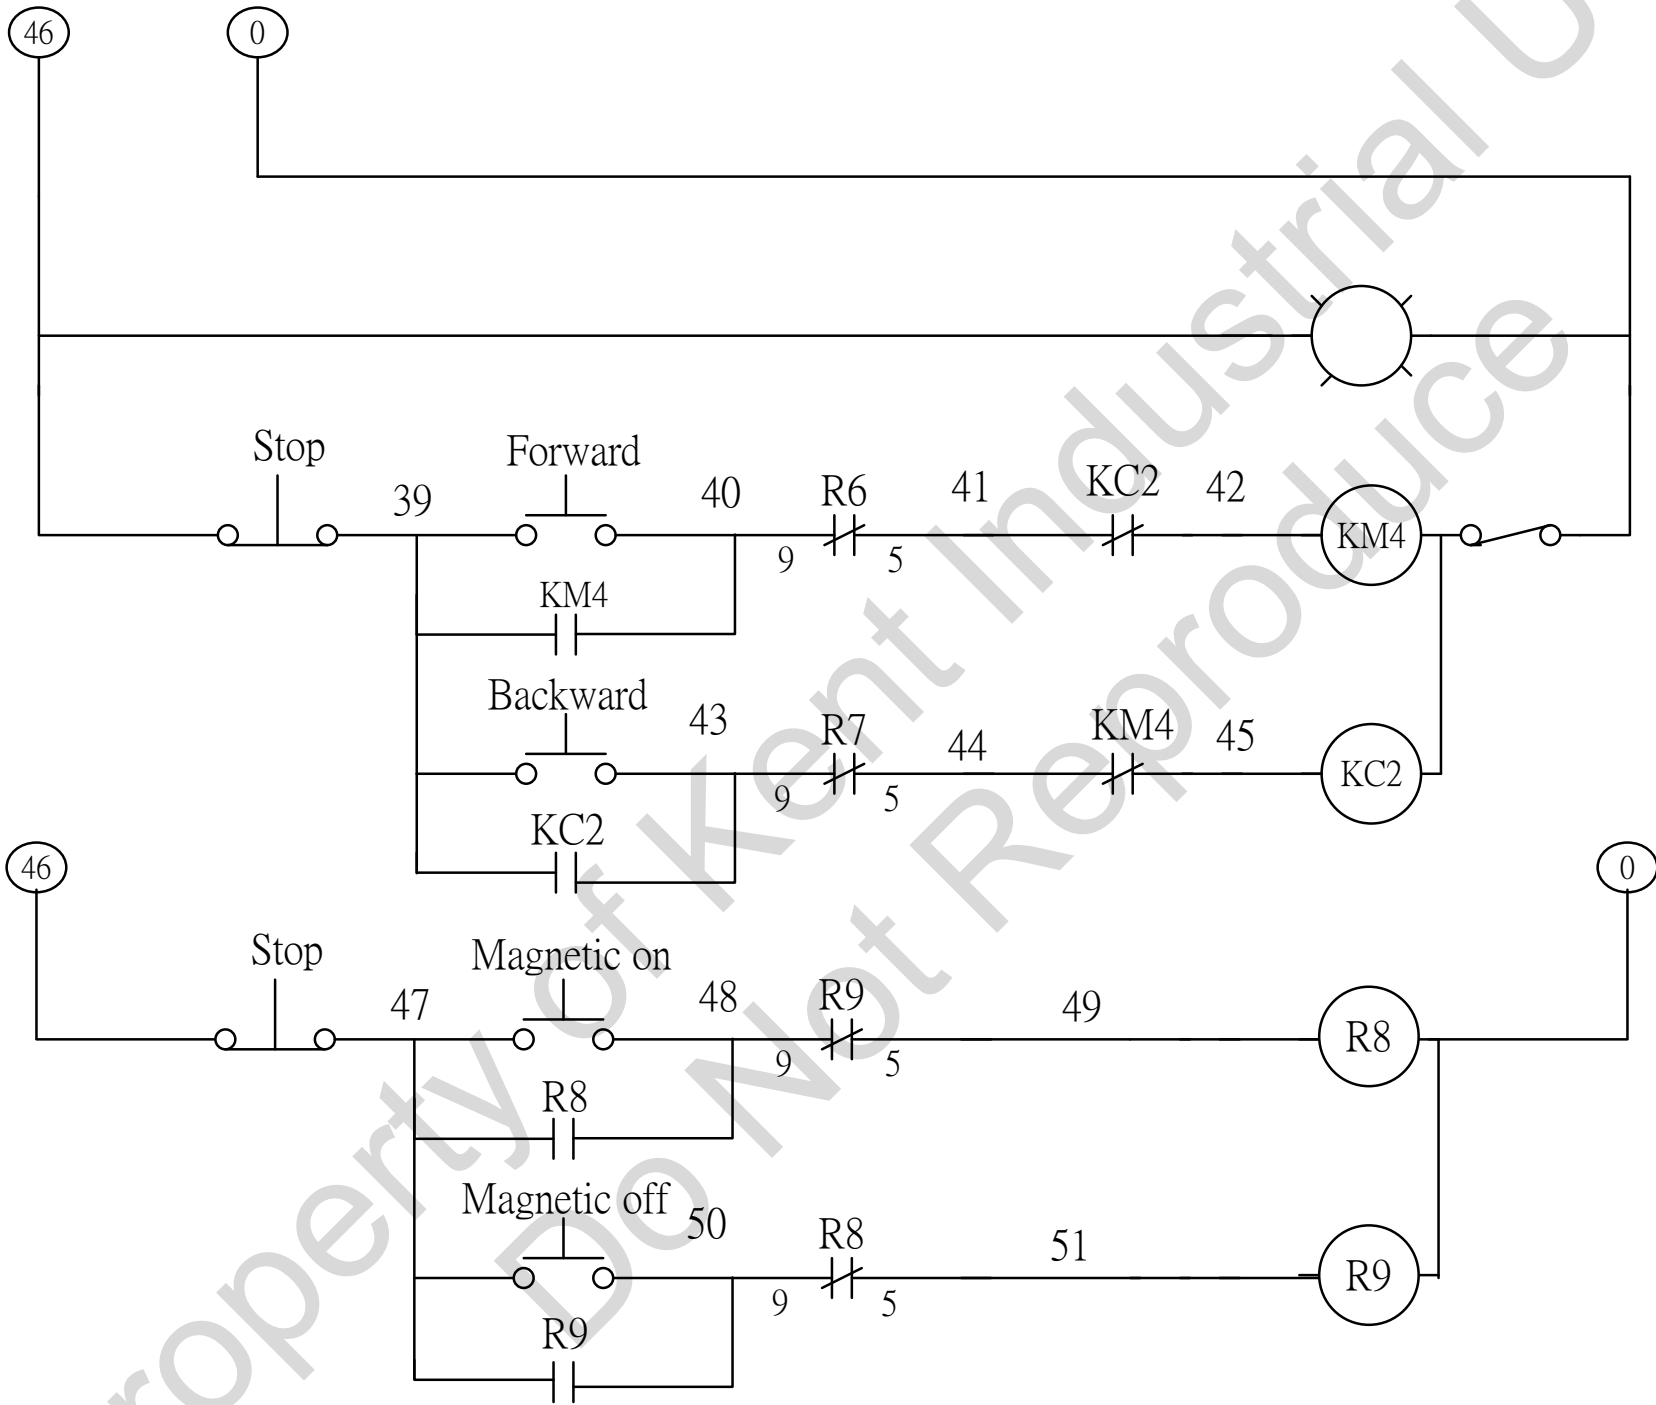 46
0
Stop
Forward
39
40
R6
41
KC2
42
KM4
9
5
KM4
Backward
43
R7
44
KM4
45
KC2
9
5
KC2
46
0
Stop
Magnetic on
47
48
R9
49
R8
9
5
R8
Magnetic off
50
R8
51
R9
9
5
R9
Property of Kent Industrial U
Do Not Reproduce